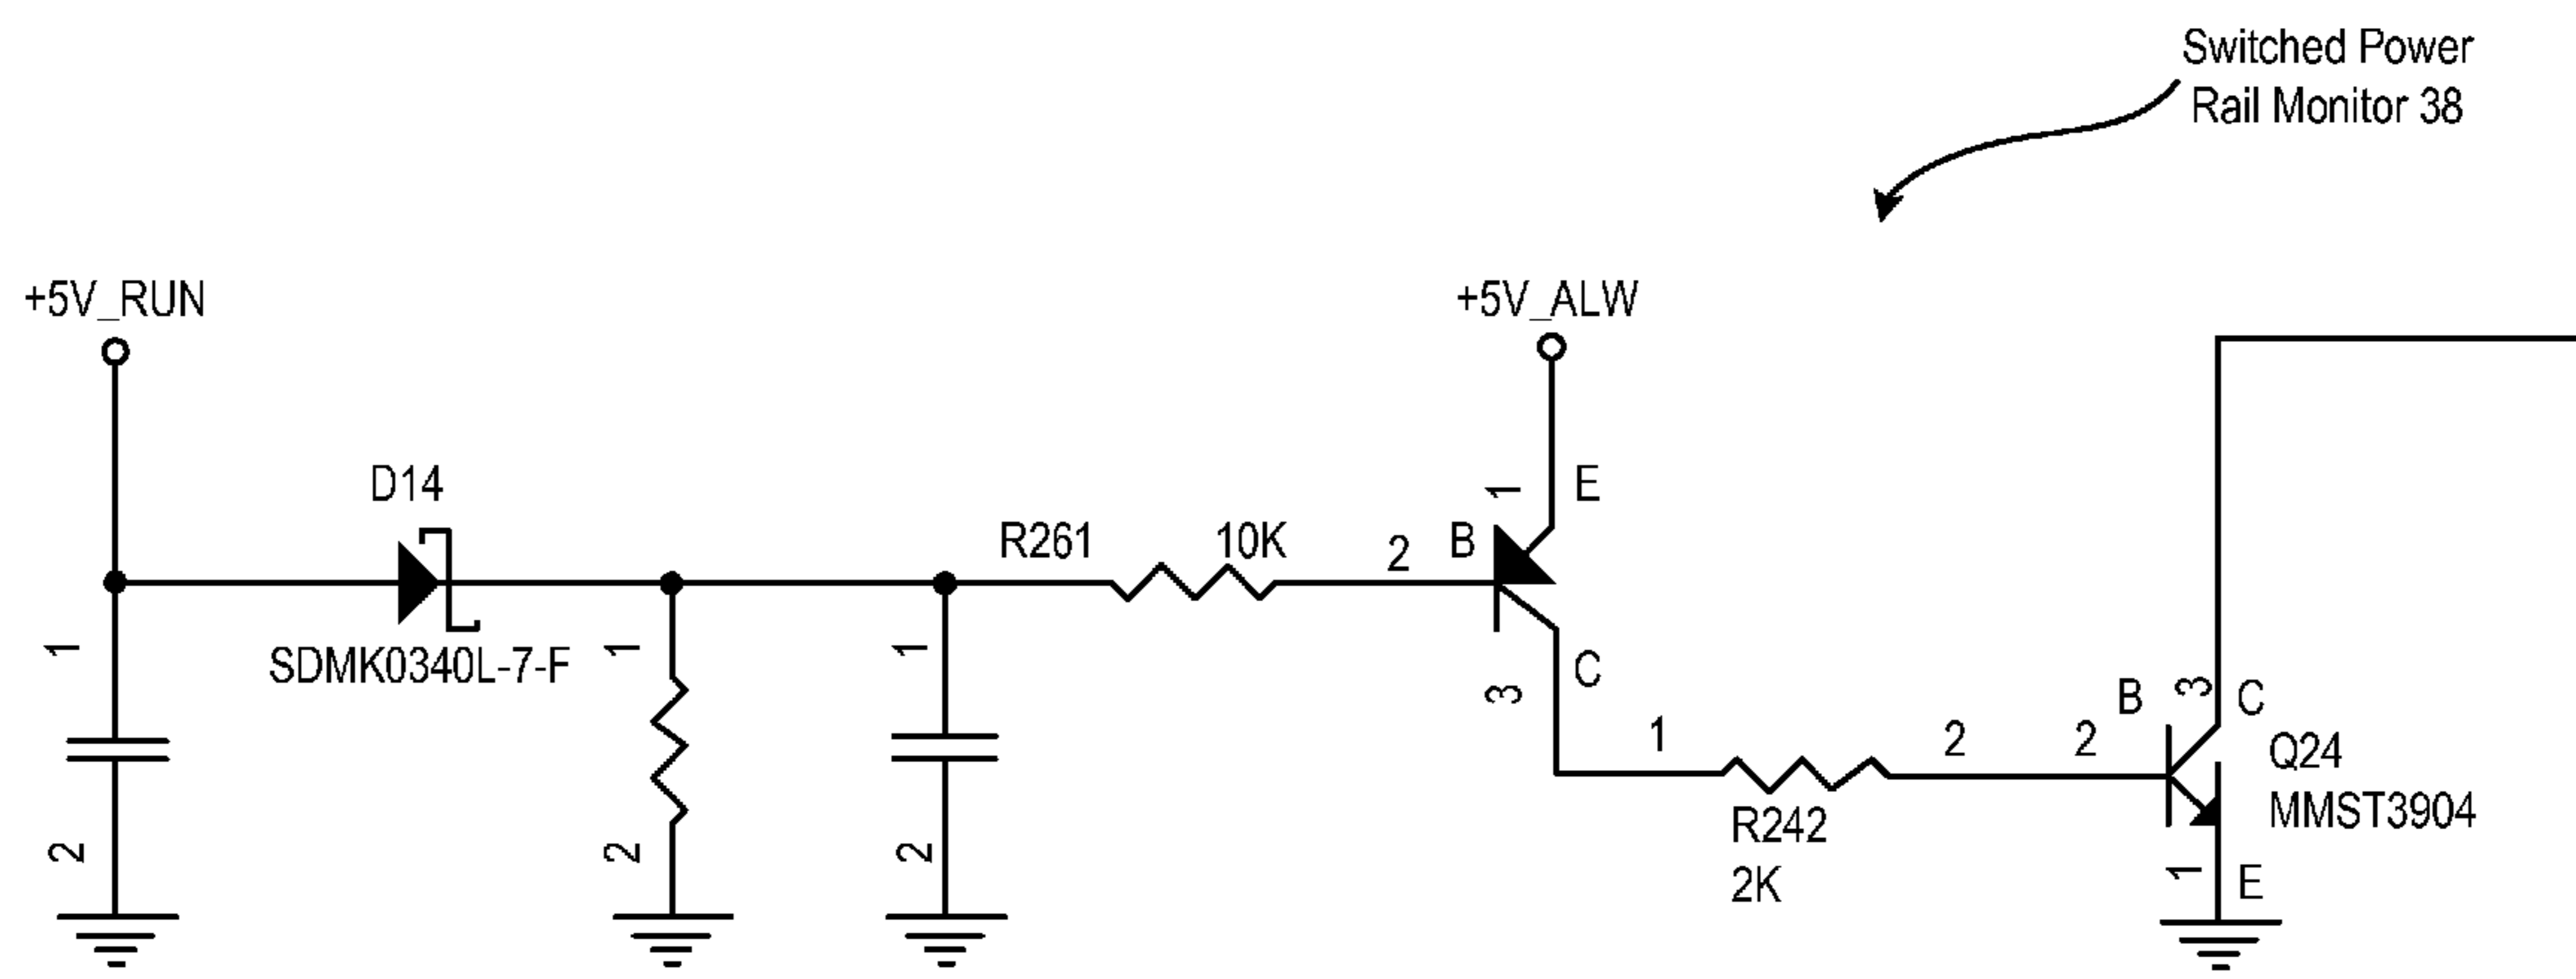 Switched Power
Rail Monitor 38
+5V_RUN
+5V_ALW
D14
1
E
R261
10K
2
B
1
SDMK0340L-7-F
1
1
3
C
B
3
C
1
2
2
Q24
R242
MMST3904
2
2
2
2K
1
E